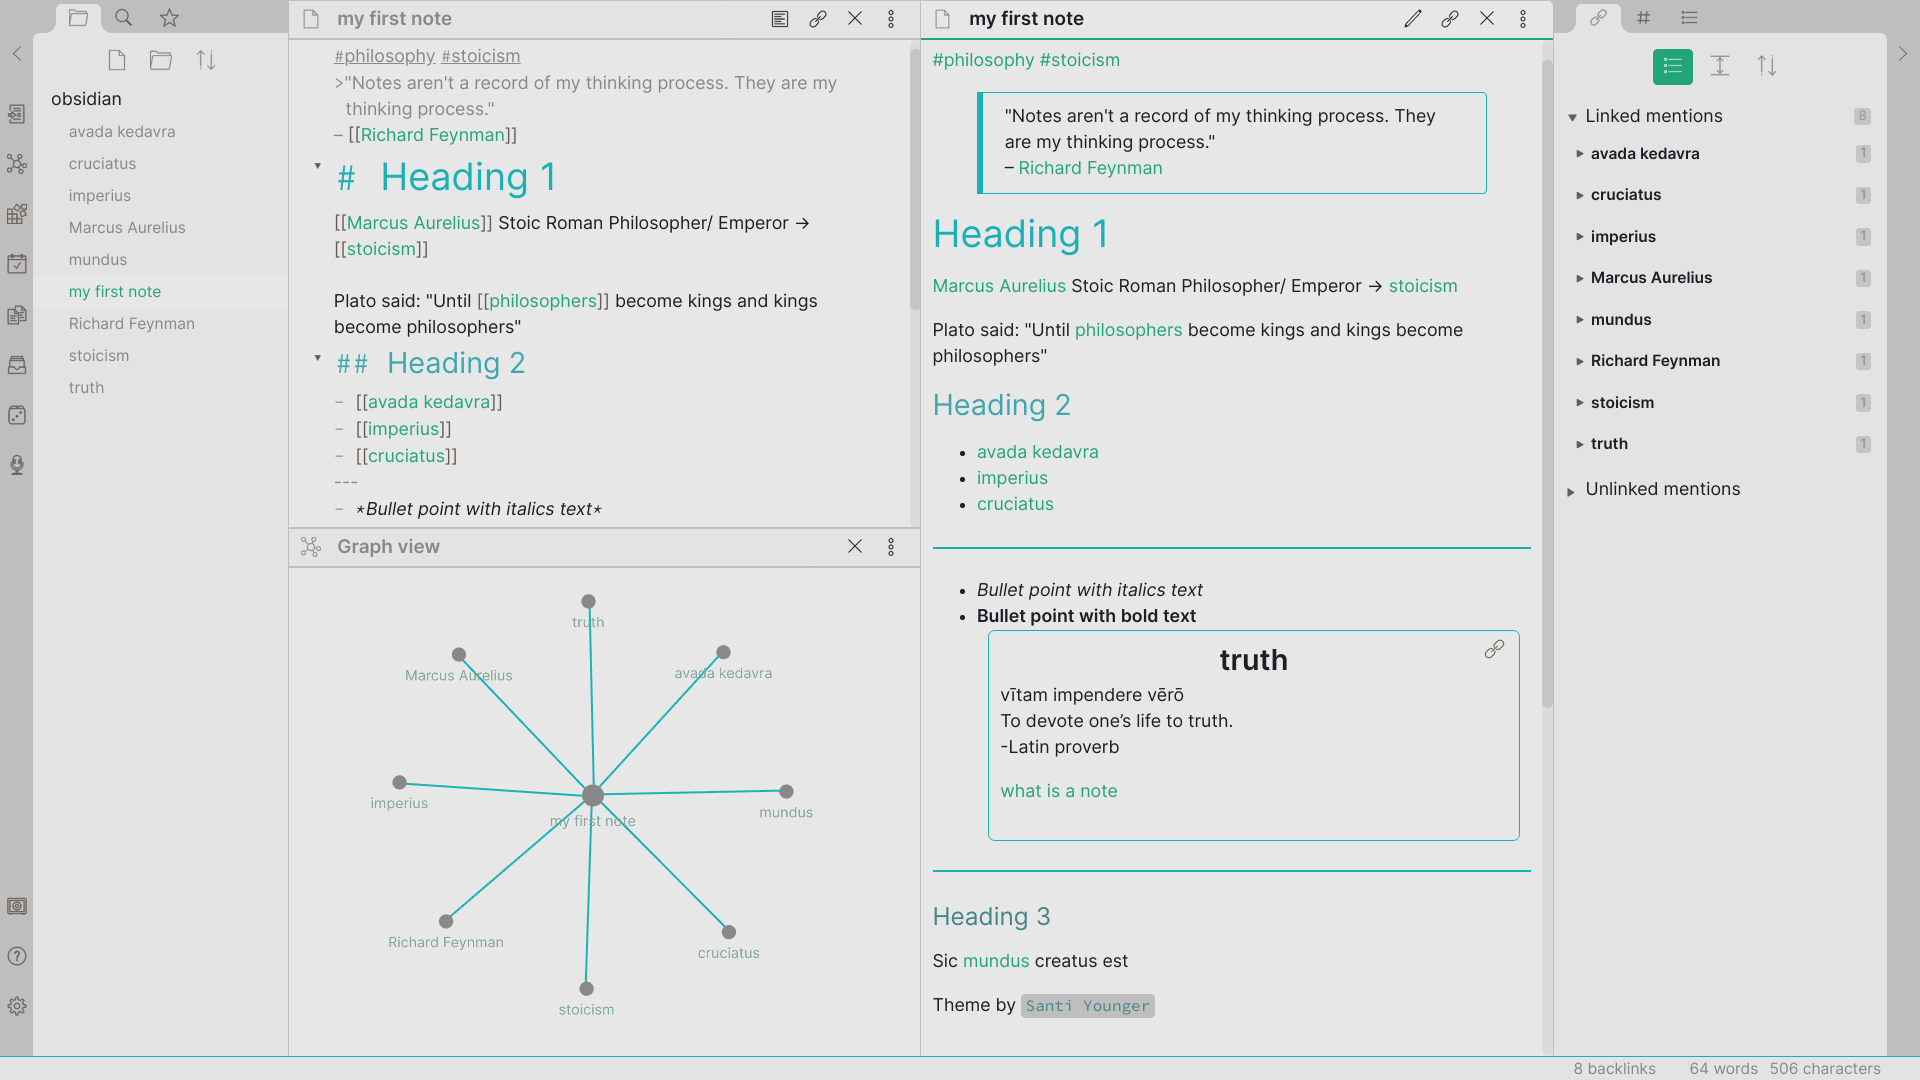 obsidian
avada kedavra
cruciatus
imperius
Marcus Aurelius
mundus
my first note
Richard Feynman
stoicism
truth
my first note
#philosophy #stoicism
>"Notes aren't a record of my thinking process. They are my
thinking process."
– [[Richard Feynman]]
# Heading 1
[[Marcus Aurelius]] Stoic Roman Philosopher/ Emperor →
[[stoicism]]
Plato said: "Until [[philosophers]] become kings and kings
become philosophers"
## Heading 2
- [[avada kedavra]]
- [[imperius]]
- [[cruciatus]]
---
- *Bullet point with italics text*
Graph view
truth
Marcus Aurelius
avada kedavra
imperius
mundus
my first note
Richard Feynman
cruciatus
stoicism
my first note
#philosophy #stoicism
"Notes aren't a record of my thinking process. They
are my thinking process."
– Richard Feynman
Heading 1
Marcus Aurelius Stoic Roman Philosopher/ Emperor → stoicism
Plato said: "Until philosophers become kings and kings become
philosophers"
Heading 2
• avada kedavra
• imperius
• cruciatus
• Bullet point with italics text
• Bullet point with bold text
truth
vītam impendere vērō
To devote one’s life to truth.
-Latin proverb
what is a note
Heading 3
Sic mundus creatus est
Theme by Santi Younger
Linked mentions 8
avada kedavra 1
cruciatus 1
imperius 1
Marcus Aurelius 1
mundus 1
Richard Feynman 1
stoicism 1
truth 1
Unlinked mentions
8 backlinks 64 words 506 characters